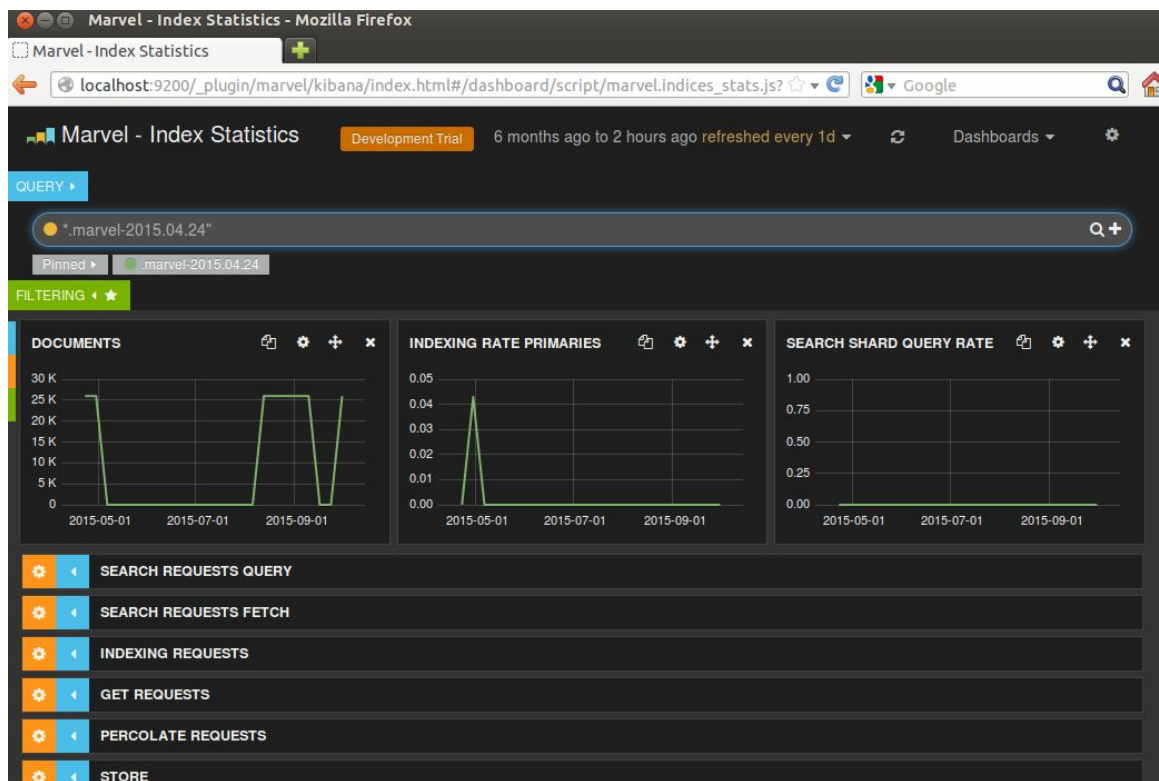 Marvel - Index Statistics - Mozilla Firefox
Marvel - Index Statistics
localhost:9200/_plugin/marvel/kibana/index.html#/dashboard/script/marvel.indices_stats.js?
Google
Marvel - Index Statistics
Development Trial
6 months ago to 2 hours ago refreshed every 1d
Dashboards
QUERY
".marvel-2015.04.24"
Pinned
.marvel-2015.04.24
FILTERING
DOCUMENTS
30 K
25 K
20 K
15 K
10 K
5 K
0
2015-05-01 2015-07-01 2015-09-01
INDEXING RATE PRIMARIES
0.05
0.04
0.03
0.02
0.01
0.00
2015-05-01 2015-07-01 2015-09-01
SEARCH SHARD QUERY RATE
1.00
0.75
0.50
0.25
0.00
2015-05-01 2015-07-01 2015-09-01
SEARCH REQUESTS QUERY
SEARCH REQUESTS FETCH
INDEXING REQUESTS
GET REQUESTS
PERCOLATE REQUESTS
STORE